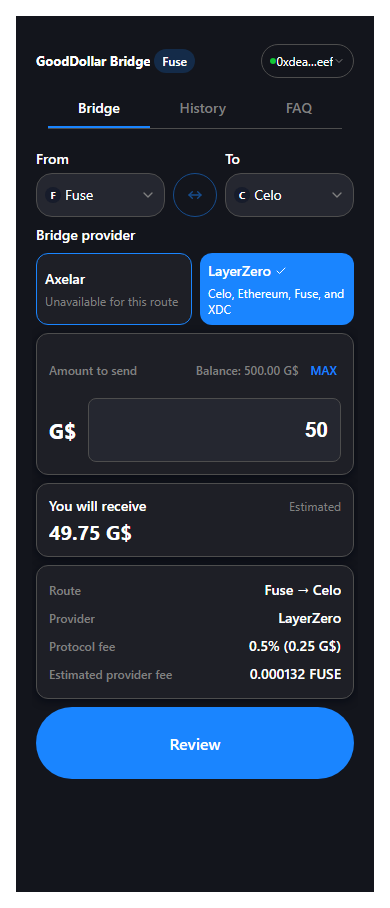 GoodDollar Bridge Fuse 0xdea...eef
Bridge History FAQ
From To
F Fuse C Celo
Bridge provider
Axelar
Unavailable for this route
LayerZero
Celo, Ethereum, Fuse, and
XDC
Amount to send Balance: 500.00 G$ MAX
G$ 50
You will receive Estimated
49.75 G$
Route Fuse → Celo
Provider LayerZero
Protocol fee 0.5% (0.25 G$)
Estimated provider fee 0.000132 FUSE
Review